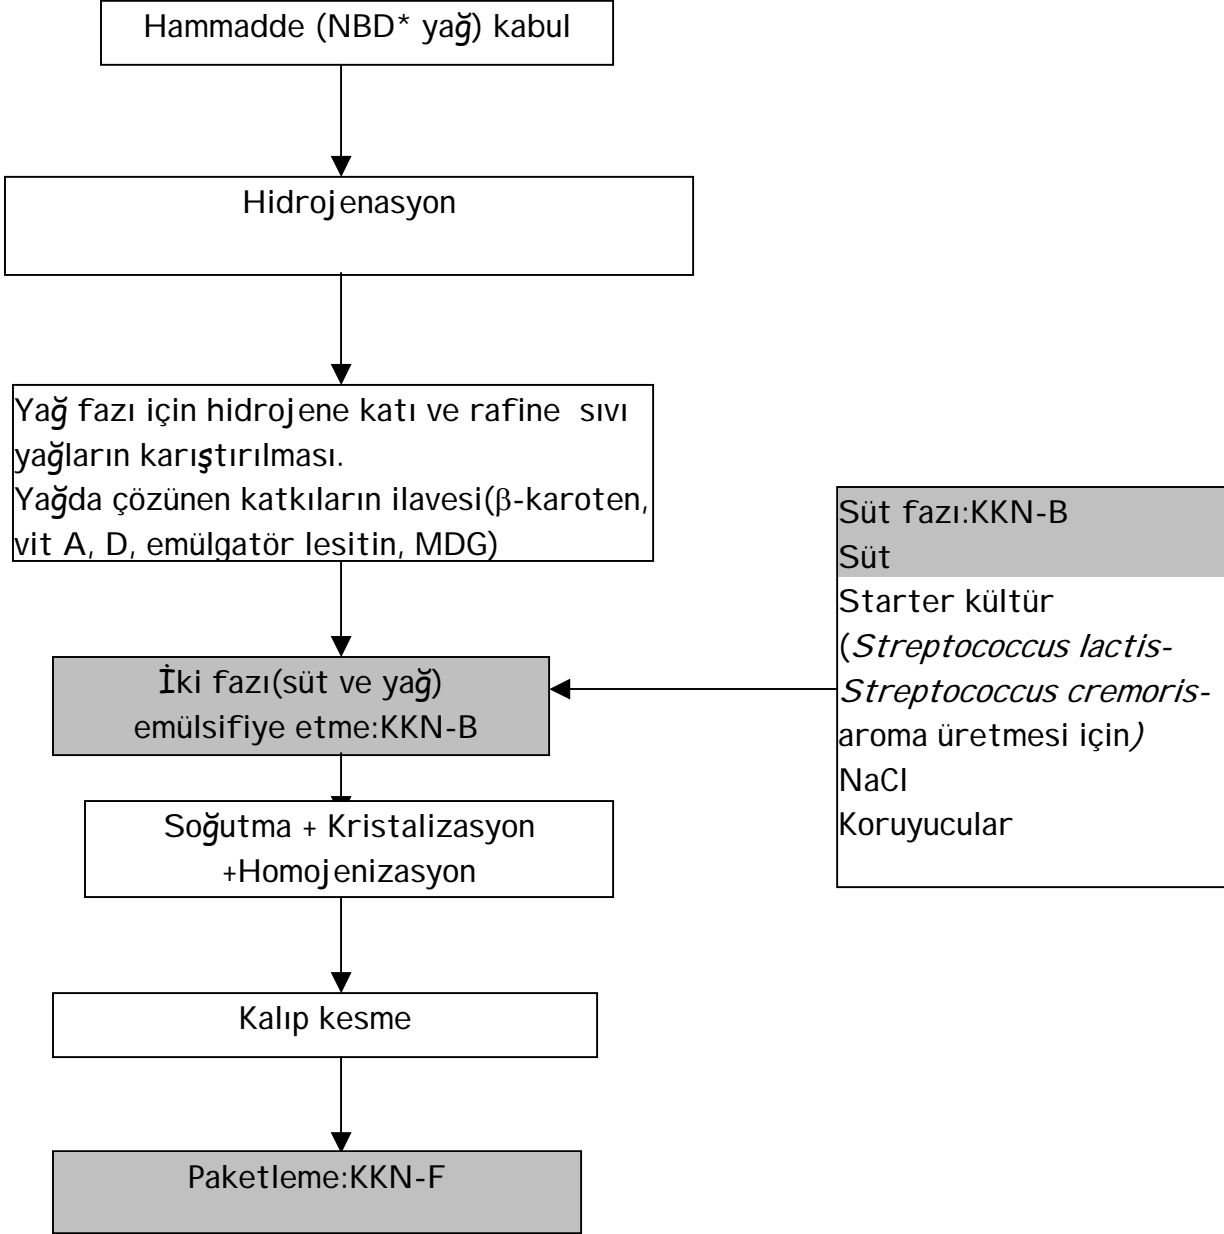 Hammadde (NBD* yağ) kabul
Hidrojenasyon
Yağ fazı için hidrojene katı ve rafine sıvı
yağların karıştırılması.
Yağda çözünen katkıların ilavesi(β-karoten,
vit A, D, emülgatör lesitin, MDG)
Süt fazı:KKN-B
Süt
Starter kültür
(Streptococcus lactis-
Streptococcus cremoris-
aroma üretmesi için)
NaCl
Koruyucular
İki fazı(süt ve yağ)
emülsifiye etme:KKN-B
Soğutma + Kristalizasyon
+Homojenizasyon
Kalıp kesme
Paketleme:KKN-F